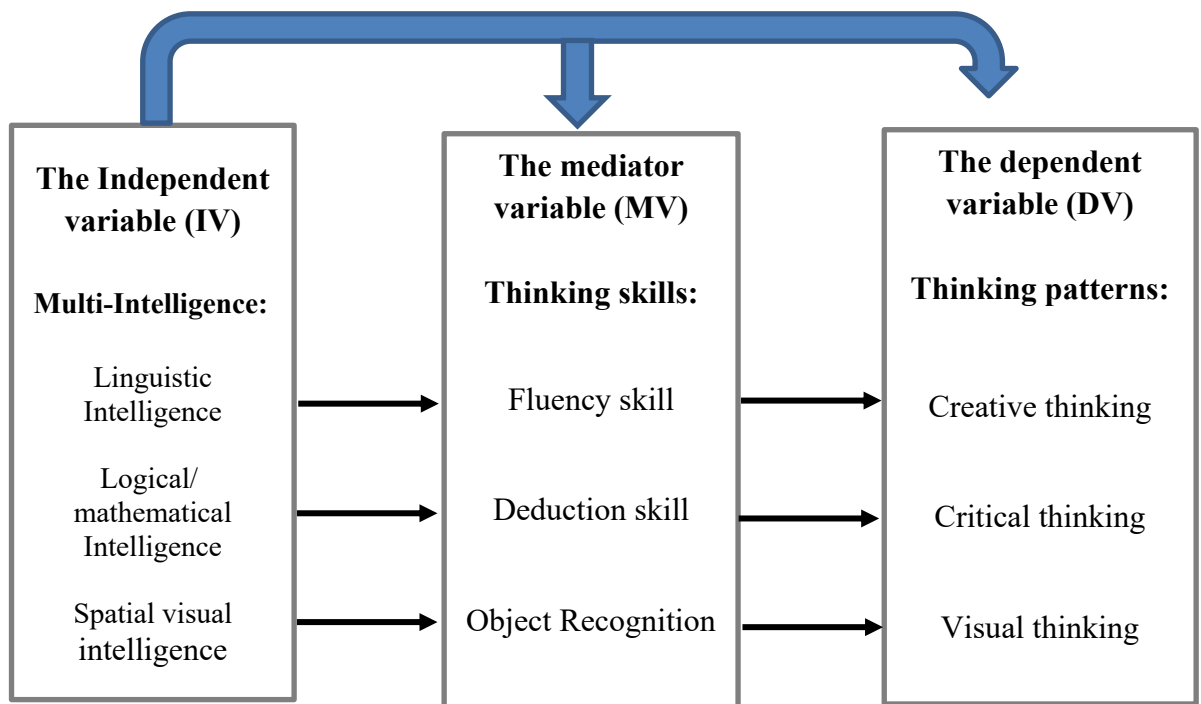 The Independent
variable (IV)
Multi-Intelligence:
Linguistic
Intelligence
Logical/
mathematical
Intelligence
Spatial visual
intelligence
The mediator
variable (MV)
Thinking skills:
Fluency skill
Deduction skill
Object Recognition
The dependent
variable (DV)
Thinking patterns:
Creative thinking
Critical thinking
Visual thinking